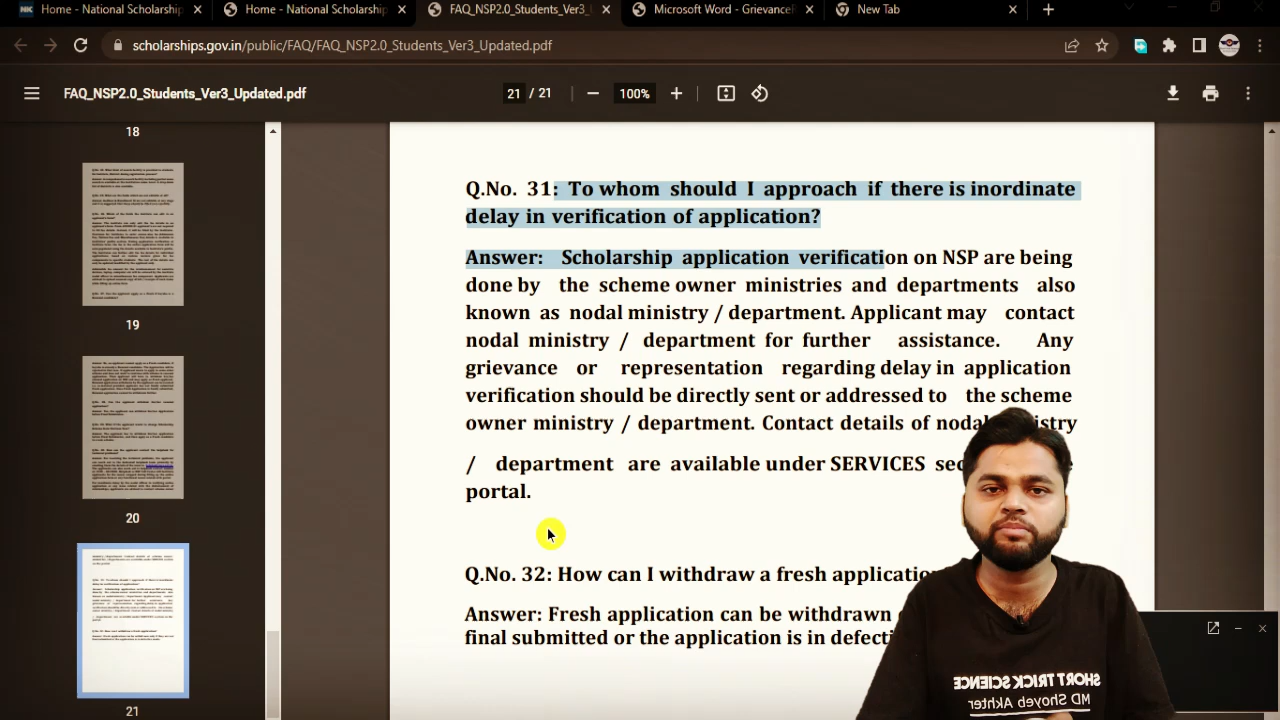 Home - National Scholarship
Home - National Scholarship
FAQ_NSP2.0_Students_Ver3_
Microsoft Word - GrievanceP
New Tab
scholarships.gov.in/public/FAQ/FAQ_NSP2.0_Students_Ver3_Updated.pdf
FAQ_NSP2.0_Students_Ver3_Updated.pdf
21 / 21
100%
18
19
20
21
Q.No. 31: To whom should I approach if there is inordinate
delay in verification of application?
Answer: Scholarship application verification on NSP are being
done by the scheme owner ministries and departments also
known as nodal ministry / department. Applicant may contact
nodal ministry / department for further assistance. Any
grievance or representation regarding delay in application
verification should be directly sent or addressed to the scheme
owner ministry / department. Contact details of nodal ministry
/ department are available under SERVICES
portal.
Q.No. 32: How can I withdraw a fresh application
Answer: Fresh application can be withdrawn
final submitted or the application is in
SHORT TRICK SCIENCE
MD Shoyeb Akhter